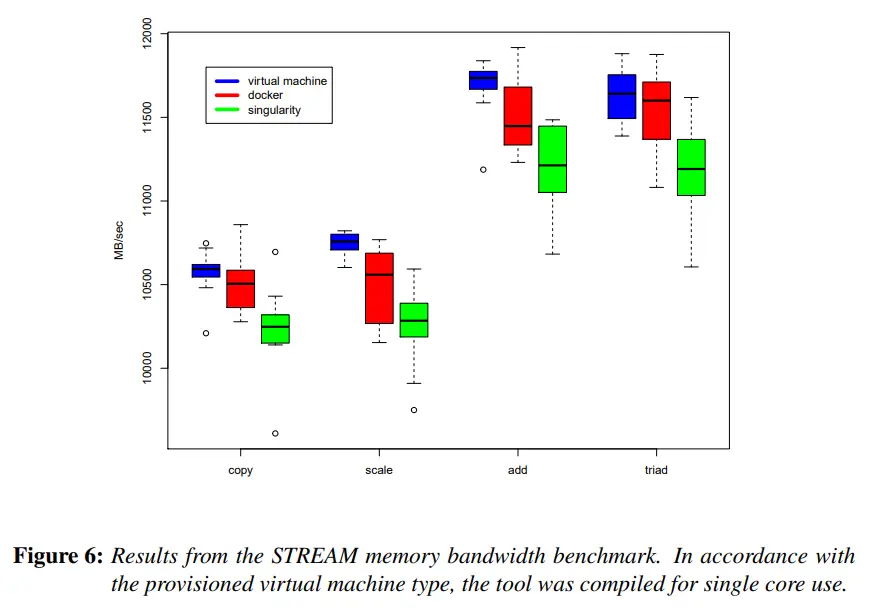 12000
11500
11000
10500
10000
MB/sec
virtual machine
docker
singularity
copy
scale
add
triad
Figure 6: Results from the STREAM memory bandwidth benchmark. In accordance with
the provisioned virtual machine type, the tool was compiled for single core use.